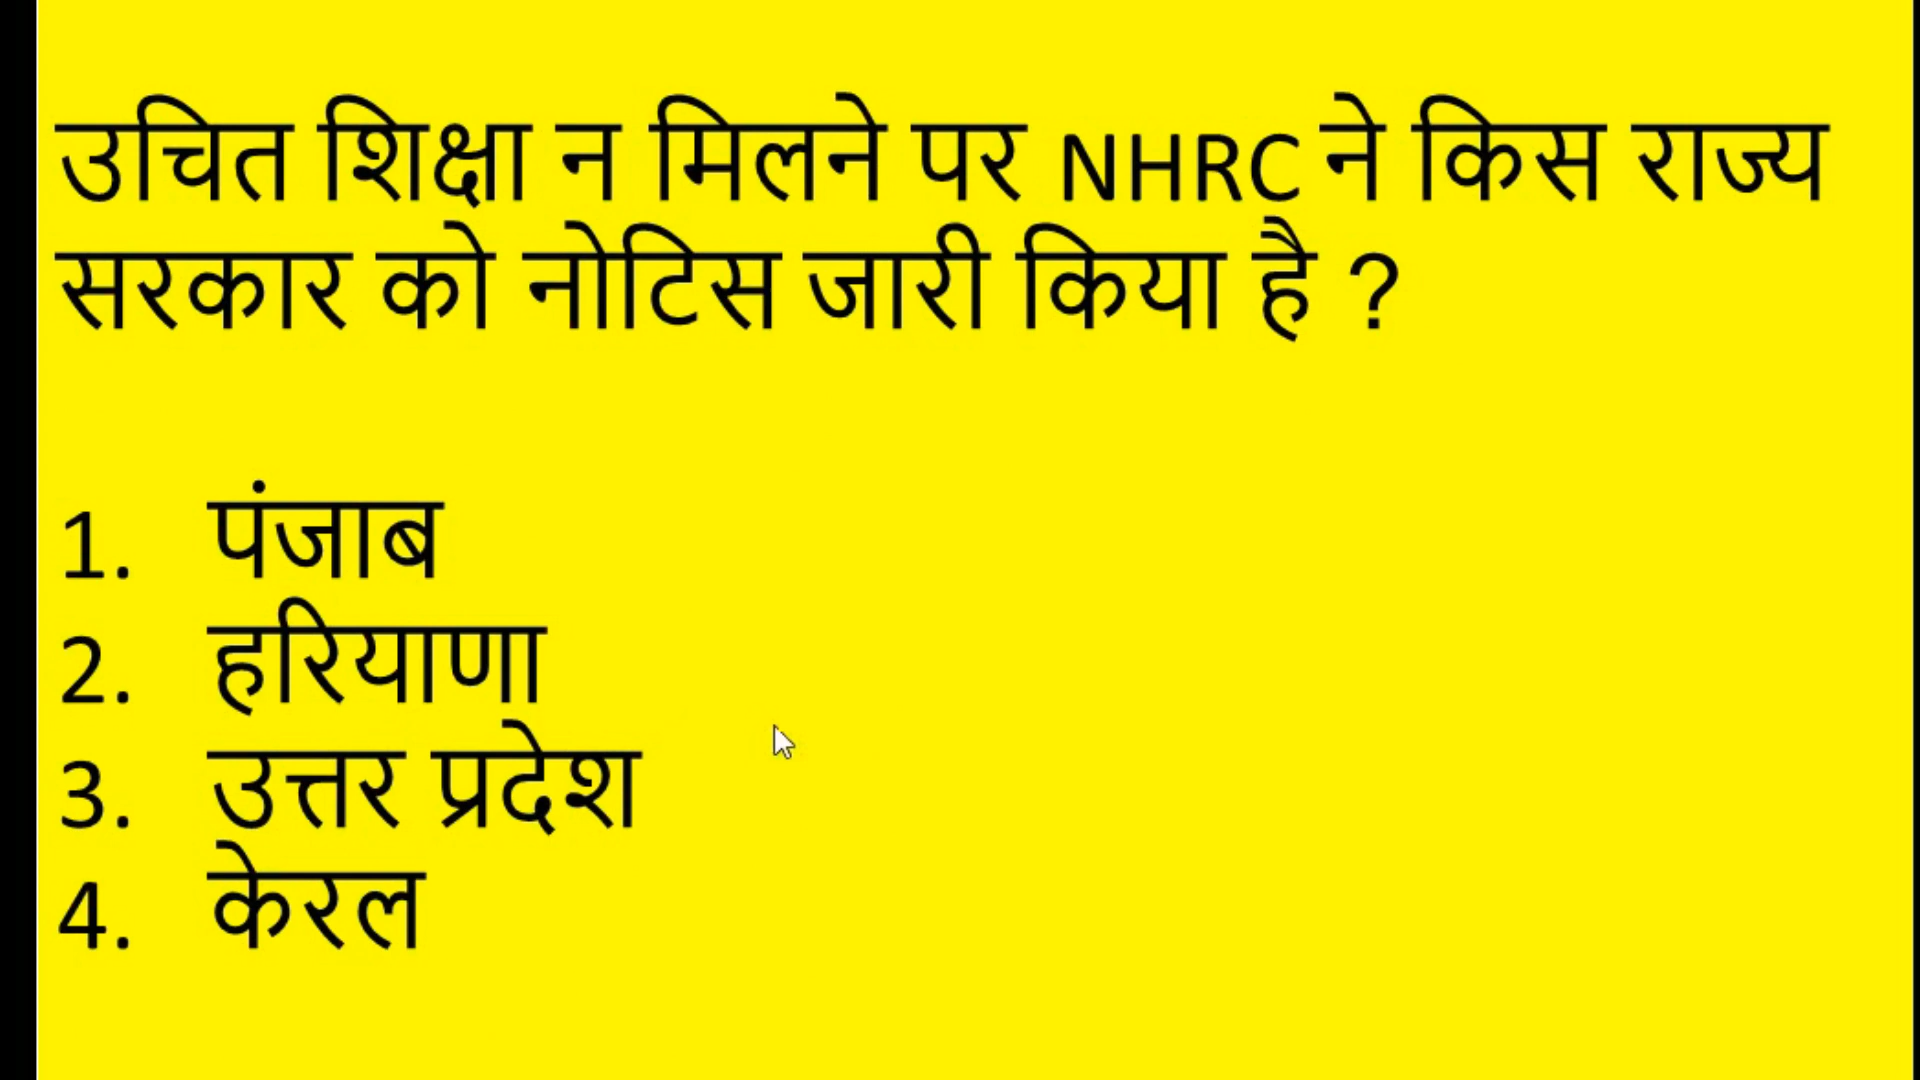 उचित शिक्षा न मिलने पर NHRC ने किस राज्य
सरकार को नोटिस जारी किया है ?
1. पंजाब
2. हरियाणा
3. उत्तर प्रदेश
4. केरल